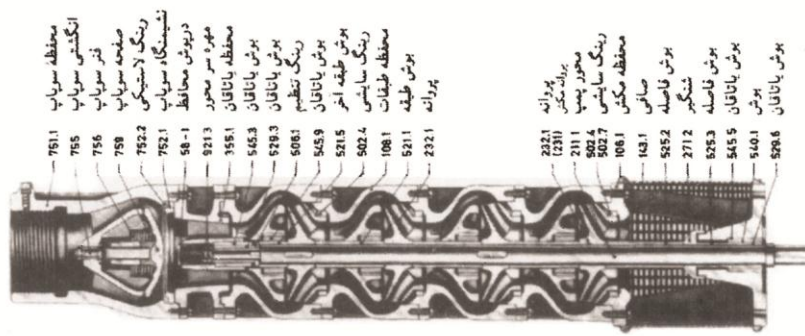 751.1 محفظهٔ سوپاپ
755 انگشتی سوپاپ
756 فنر سوپاپ
759 صفحه سوپاپ
752.2 رینگ لاستیکی
752.1 نشیمنگاه سوپاپ
58-1 درپوش محافظ
921.3 مهره سر محور
355.1 محفظه یاتاقان
545.3 بوش یاتاقان
529.3 بوش یاتاقان
506.1 رینگ تنظیم
545.9 بوش یاتاقان
521.5 بوش طبقه آخر
502.4 رینگ سایشی
108.1 محفظه طبقات
521.1 بوش طبقه
232.1 پروانه
232.1 پروانه
(231) پروانه مکش
211.1 محور پمپ
502.4 رینگ سایشی
502.7
106.1 محفظه مکش
143.1 صافی
525.2 بوش فاصله
271.2 شنگیر
525.3 بوش فاصله
545.5 بوش یاتاقان
540.1 بوش
529.6 بوش یاتاقان